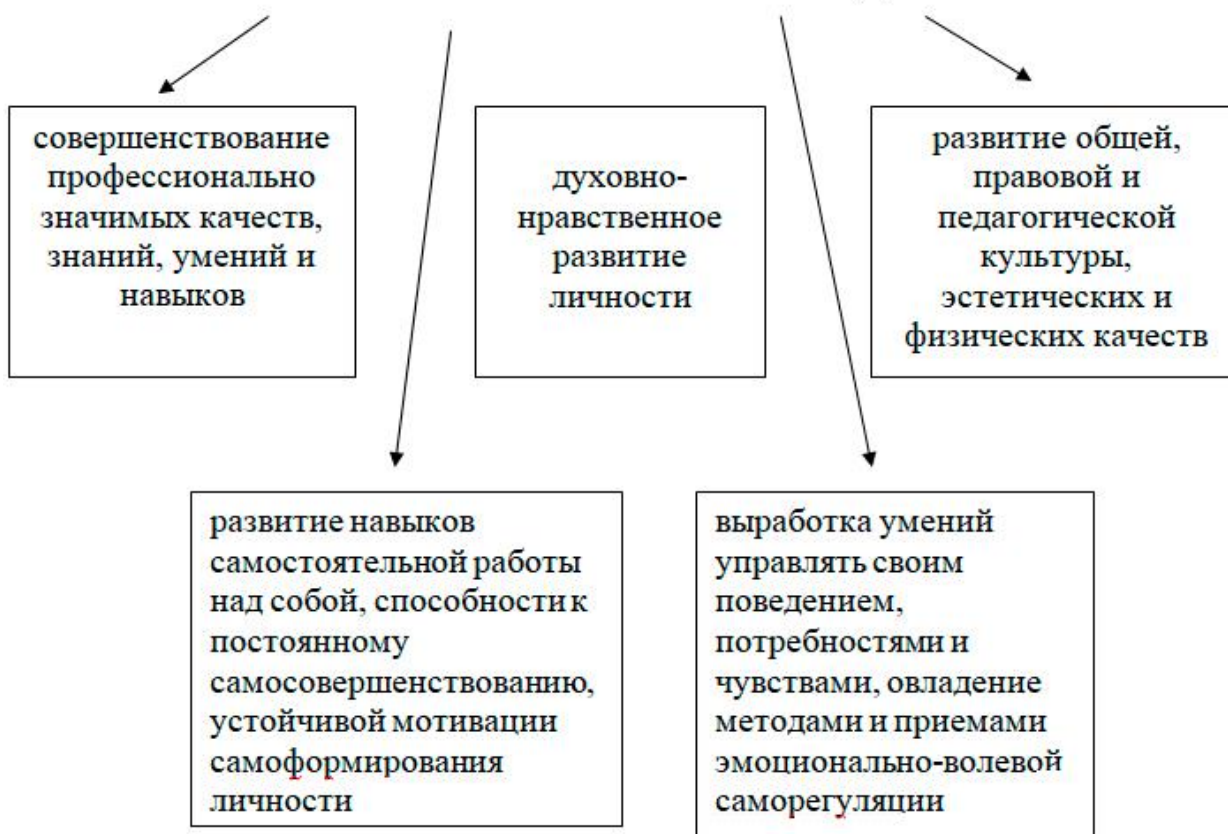 совершенствование
профессионально
значимых качеств,
знаний, умений и
навыков
духовно-
нравственное
развитие
личности
развитие общей,
правовой и
педагогической
культуры,
эстетических и
физических качеств
развитие навыков
самостоятельной работы
над собой, способности к
постоянному
самосовершенствованию,
устойчивой мотивации
самоформирования
личности
выработка умений
управлять своим
поведением,
потребностями и
чувствами, овладение
методами и приемами
эмоционально-волевой
саморегуляции